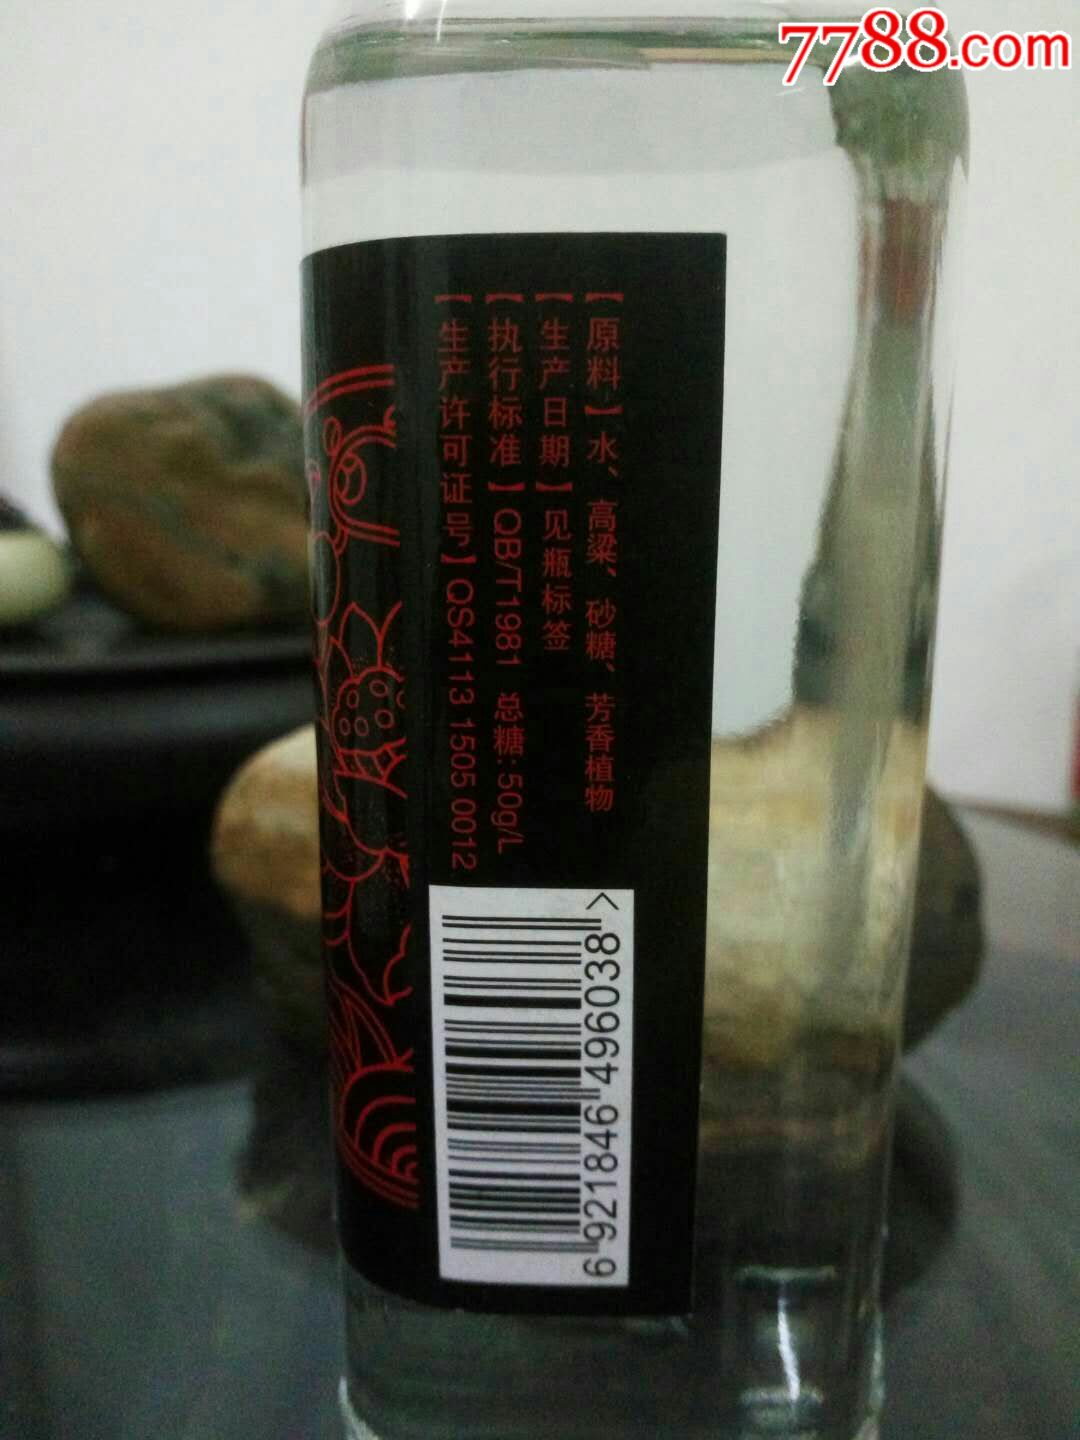 7788.com
【原料】水、高粱、砂糖、芳香植物
【生产日期】见瓶标签
【执行标准】QB/T1981 总糖:50g/L
【生产许可证号】QS4113 1505 0012
6 921846 496038 >